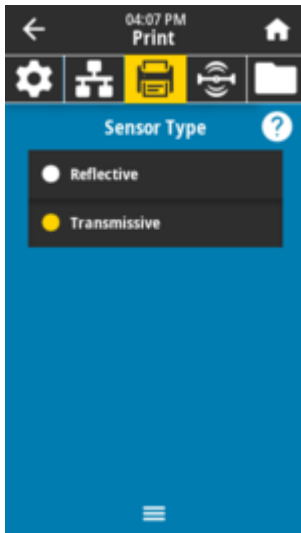 04:07 PM
Print
Sensor Type
?
Reflective
Transmissive